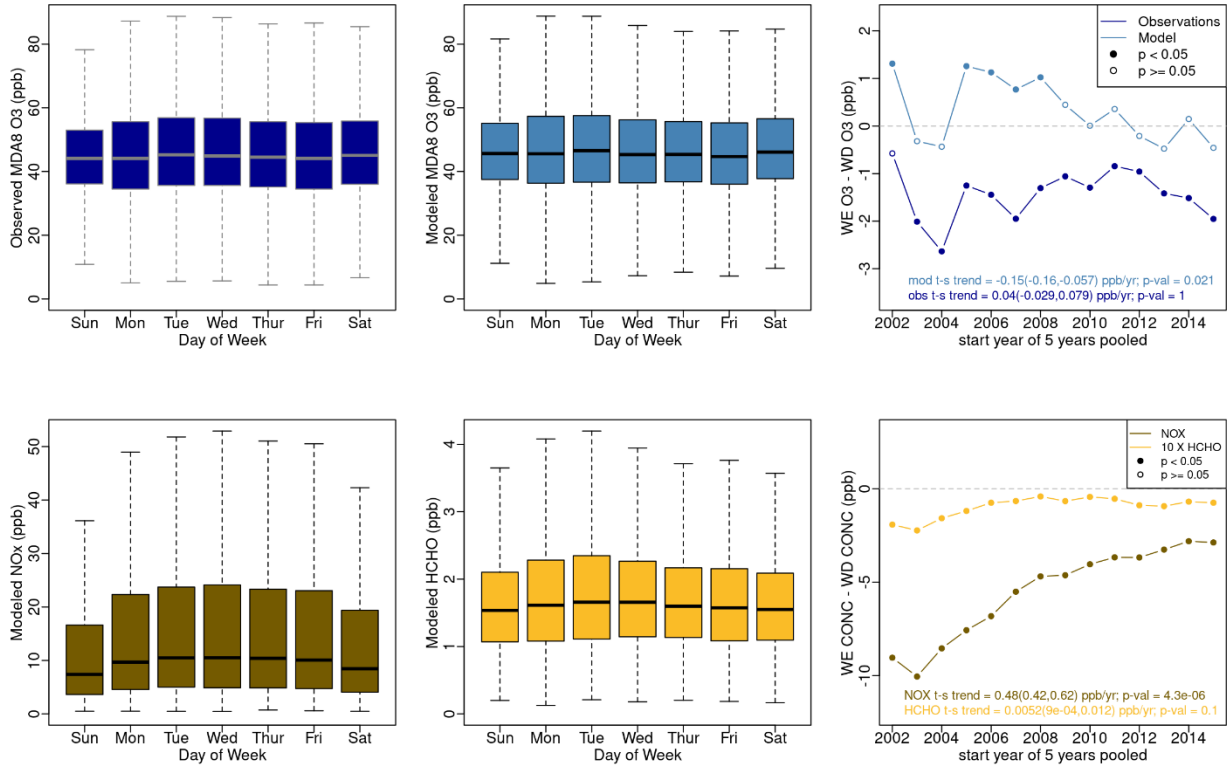 Observed MDA8 O3 (ppb)
80
60
40
20
0
Sun Mon Tue Wed Thur Fri Sat
Day of Week
Modeled MDA8 O3 (ppb)
80
60
40
20
0
Sun Mon Tue Wed Thur Fri Sat
Day of Week
WE O3 - WD O3 (ppb)
2
1
0
-1
-2
-3
Observations
Model
p < 0.05
p >= 0.05
mod t-s trend = -0.15(-0.16,-0.057) ppb/yr; p-val = 0.021
obs t-s trend = 0.04(-0.029,0.079) ppb/yr; p-val = 1
2002 2004 2006 2008 2010 2012 2014
start year of 5 years pooled
Modeled NOx (ppb)
50
40
30
20
10
0
Sun Mon Tue Wed Thur Fri Sat
Day of Week
Modeled HCHO (ppb)
4
3
2
1
0
Sun Mon Tue Wed Thur Fri Sat
Day of Week
WE CONC - WD CONC (ppb)
0
-5
-10
NOX
10 X HCHO
p < 0.05
p >= 0.05
NOX t-s trend = 0.48(0.42,0.62) ppb/yr; p-val = 4.3e-06
HCHO t-s trend = 0.0052(9e-04,0.012) ppb/yr; p-val = 0.1
2002 2004 2006 2008 2010 2012 2014
start year of 5 years pooled